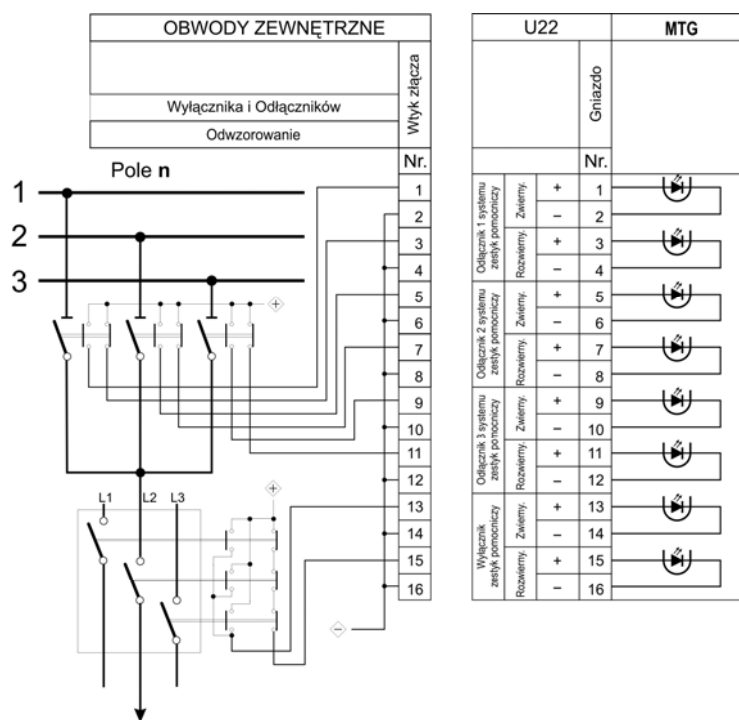 OBWODY ZEWNĘTRZNE
Wyłącznika i Odłączników
Odwzorowanie
Wtyk złącza
Nr.
1
2
3
4
5
6
7
8
9
10
11
12
13
14
15
16
Pole n
1
2
3
+
L1
L2
L3
+
−
U22
MTG
Gniazdo
Nr.
Odłącznik 1 systemu
zestyk pomocniczy
Zwierny.
+
1
−
2
Rozwierny.
+
3
−
4
Odłącznik 2 systemu
zestyk pomocniczy
Zwierny.
+
5
−
6
Rozwierny.
+
7
−
8
Odłącznik 3 systemu
zestyk pomocniczy
Zwierny.
+
9
−
10
Rozwierny.
+
11
−
12
Wyłącznik
zestyk pomocniczy
Zwierny.
+
13
−
14
Rozwierny.
+
15
−
16